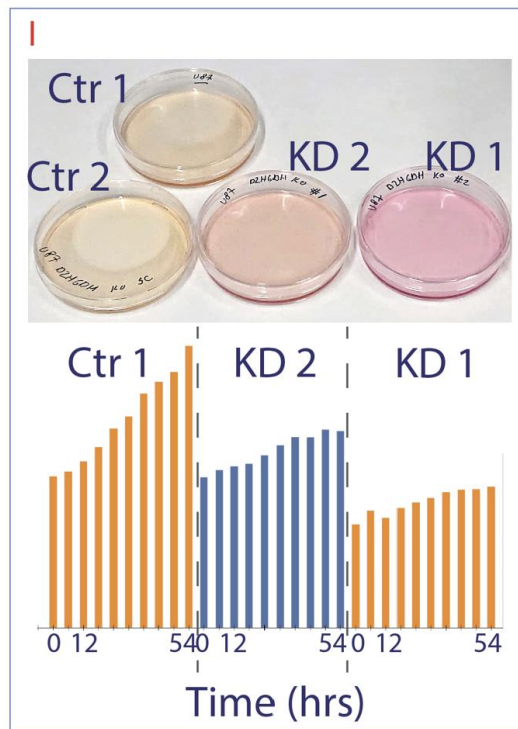 I
Ctr 1
U87
KD 2
KD 1
Ctr 2
U87 D2HGDH KO #1
U87 D2HGDH KO #2
U87 D2HGDH KO SC
Ctr 1
KD 2
KD 1
0 12 54 0 12 54 0 12 54
Time (hrs)